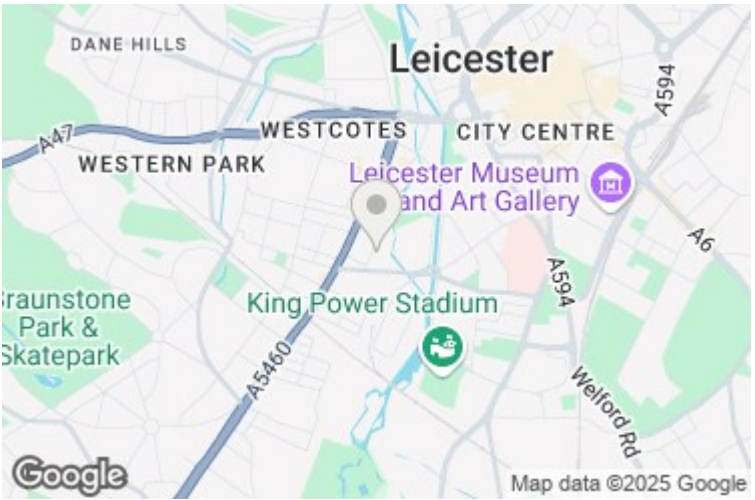 DANE HILLS
Leicester
A594
A47
WESTCOTES
CITY CENTRE
WESTERN PARK
Leicester Museum
and Art Gallery
A6
A594
Braunstone
Park &
Skatepark
King Power Stadium
A5460
Welford Rd
Google
Map data ©2025 Google